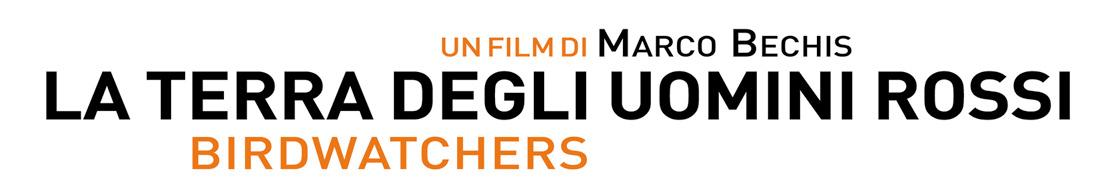 UN FILM DI MARCO BECHIS
LA TERRA DEGLI UOMINI ROSSI
BIRDWATCHERS